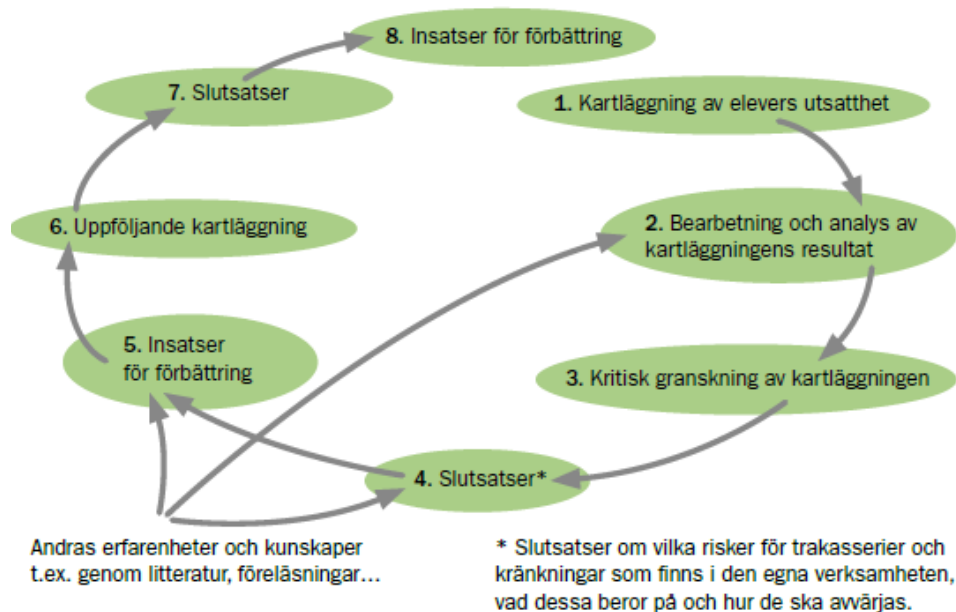 8. Insatser för förbättring
7. Slutsatser
1. Kartläggning av elevers utsatthet
6. Uppföljande kartläggning
2. Bearbetning och analys av
kartläggningens resultat
5. Insatser
för förbättring
3. Kritisk granskning av kartläggningen
4. Slutsatser*
Andras erfarenheter och kunskaper
t.ex. genom litteratur, föreläsningar...
* Slutsatser om vilka risker för trakasserier och
kränkningar som finns i den egna verksamheten,
vad dessa beror på och hur de ska avvärjas.